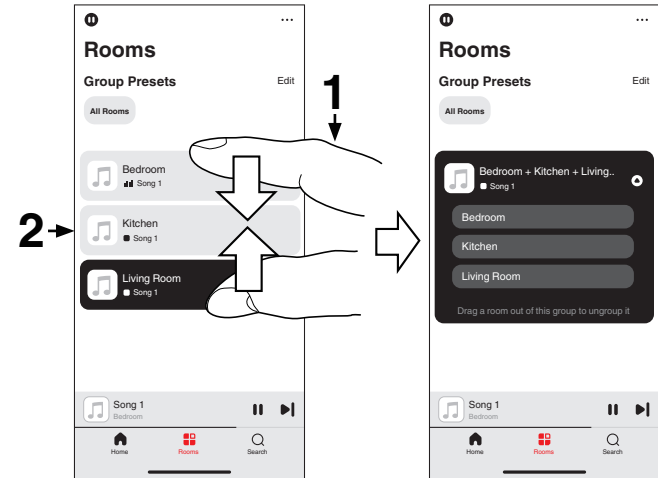 Rooms
Group Presets
Edit
All Rooms
1
Bedroom
Song 1
2
Kitchen
Song 1
Living Room
Song 1
Song 1
Bedroom
Home
Rooms
Search
Rooms
Group Presets
Edit
All Rooms
Bedroom + Kitchen + Living..
Song 1
Bedroom
Kitchen
Living Room
Drag a room out of this group to ungroup it
Song 1
Bedroom
Home
Rooms
Search